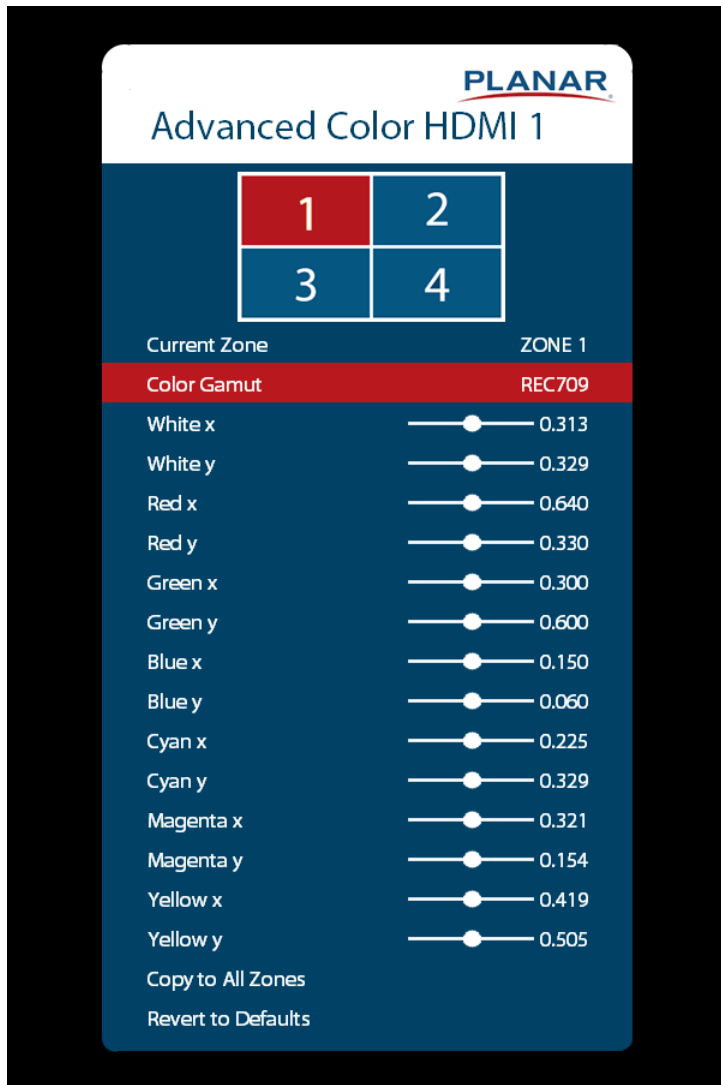 PLANAR
Advanced Color HDMI 1
1 2
3 4
Current Zone ZONE 1
Color Gamut REC709
White x 0.313
White y 0.329
Red x 0.640
Red y 0.330
Green x 0.300
Green y 0.600
Blue x 0.150
Blue y 0.060
Cyan x 0.225
Cyan y 0.329
Magenta x 0.321
Magenta y 0.154
Yellow x 0.419
Yellow y 0.505
Copy to All Zones
Revert to Defaults